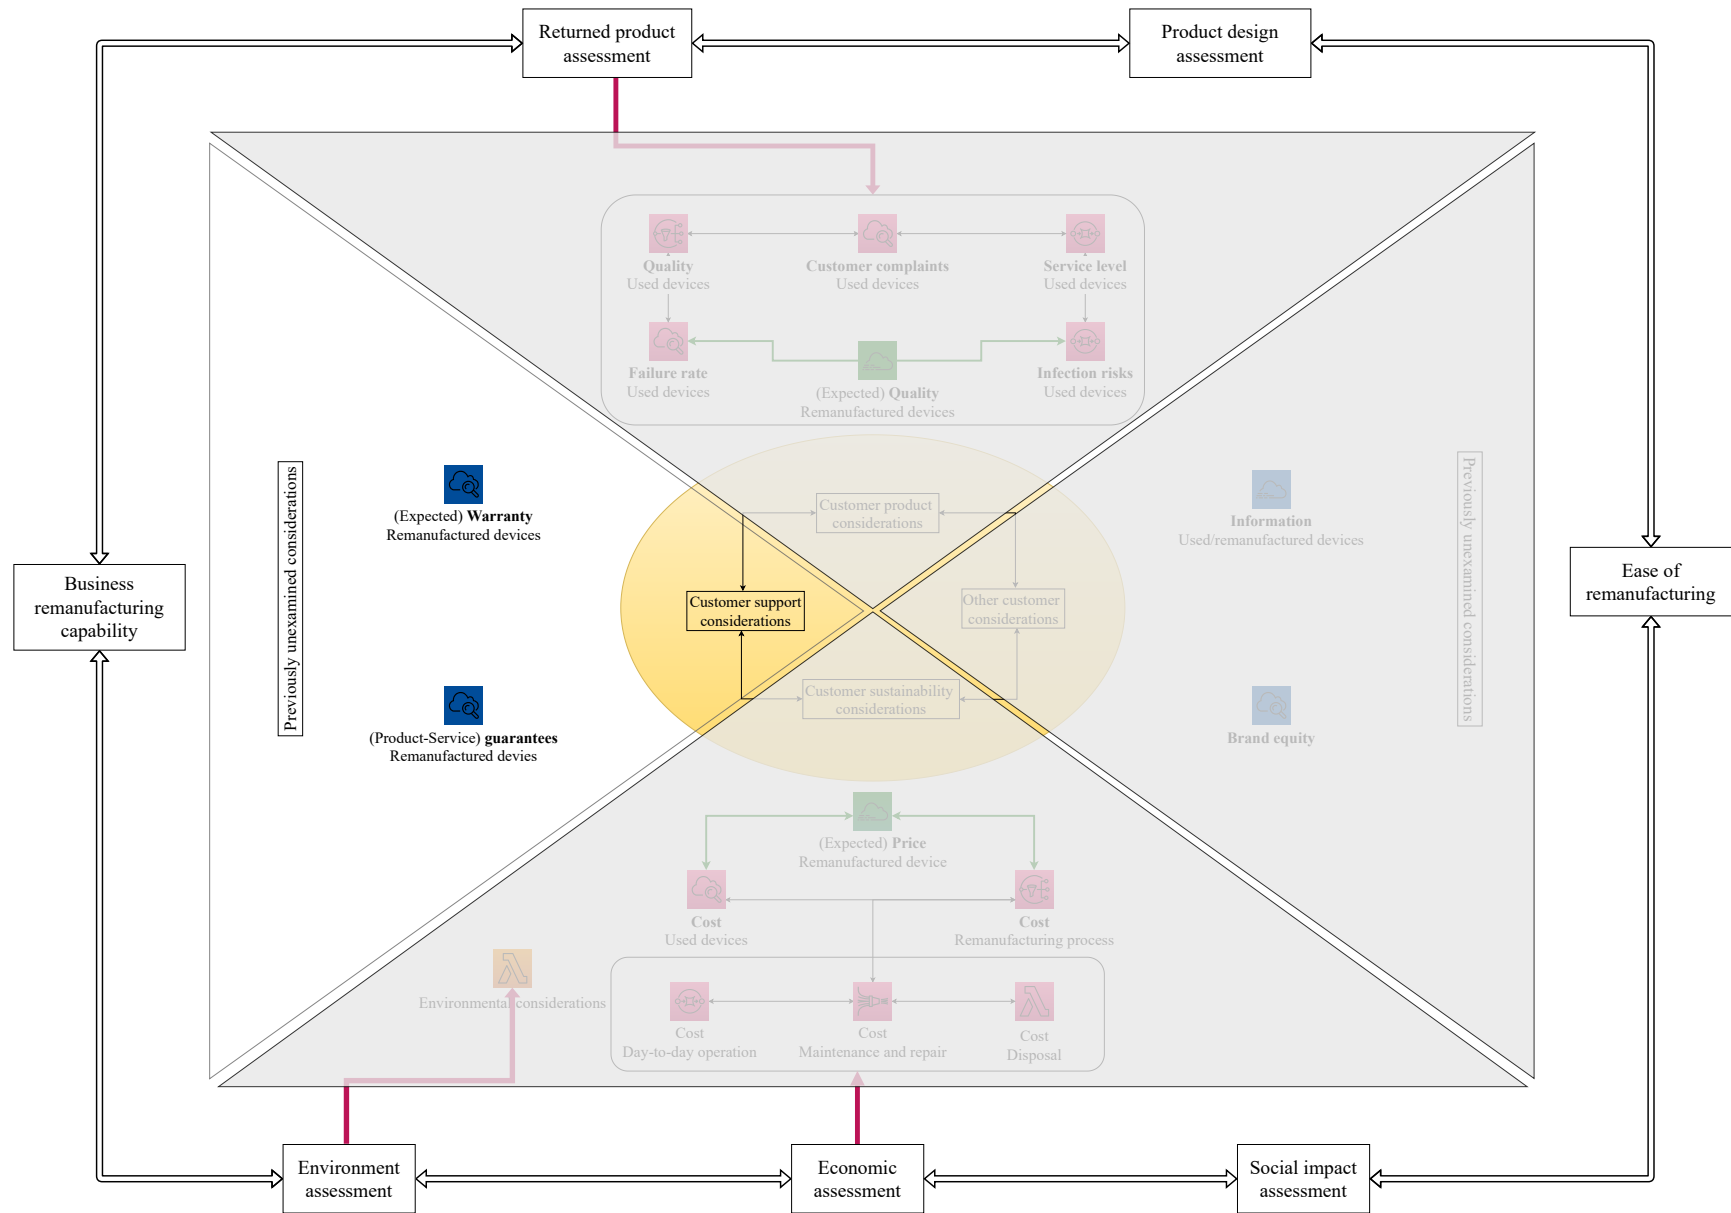 Returned product
assessment
Product design
assessment
Quality
Used devices
Customer complaints
Used devices
Service level
Used devices
Failure rate
Used devices
(Expected) Quality
Remanufactured devices
Infection risks
Used devices
Previously unexamined considerations
(Expected) Warranty
Remanufactured devices
Customer product
considerations
Information
Used/remanufactured devices
Previously unexamined considerations
Business
remanufacturing
capability
Customer support
considerations
Other customer
considerations
Ease of
remanufacturing
(Product-Service) guarantees
Remanufactured devies
Customer sustainability
considerations
Brand equity
(Expected) Price
Remanufactured device
Cost
Used devices
Cost
Remanufacturing process
Environmental considerations
Cost
Day-to-day operation
Cost
Maintenance and repair
Cost
Disposal
Environment
assessment
Economic
assessment
Social impact
assessment